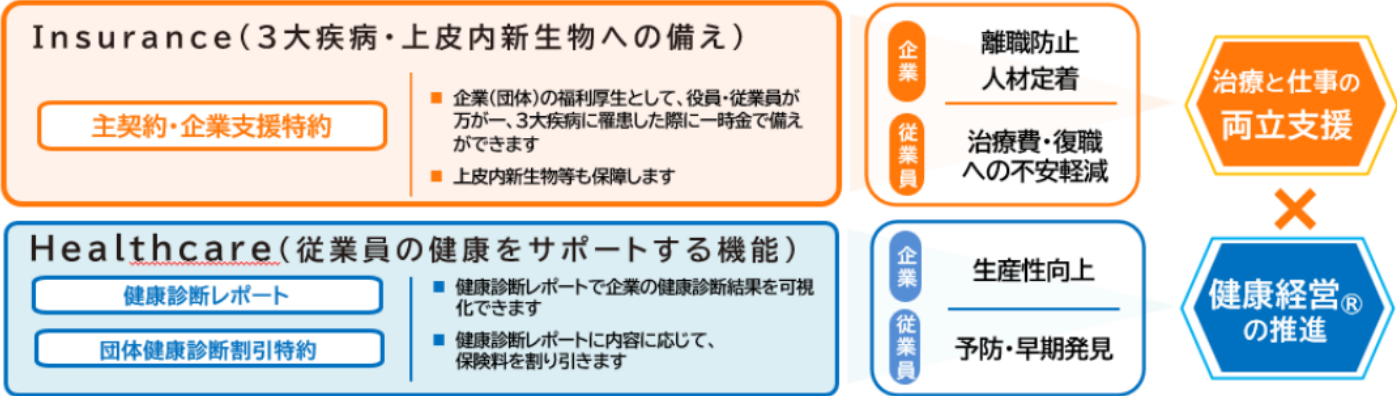 Insurance(3大疾病・上皮内新生物への備え)
主契約・企業支援特約
■ 企業(団体)の福利厚生として、役員・従業員が
万が一、3大疾病に罹患した際に一時金で備え
ができます
■ 上皮内新生物等も保障します
企業
離職防止
人材定着
従業員
治療費・復職
への不安軽減
治療と仕事の
両立支援
×
Healthcare(従業員の健康をサポートする機能)
健康診断レポート
団体健康診断割引特約
■ 健康診断レポートで企業の健康診断結果を可視
化できます
■ 健康診断レポートに内容に応じて、
保険料を割り引きます
企業
生産性向上
従業員
予防・早期発見
健康経営®
の推進